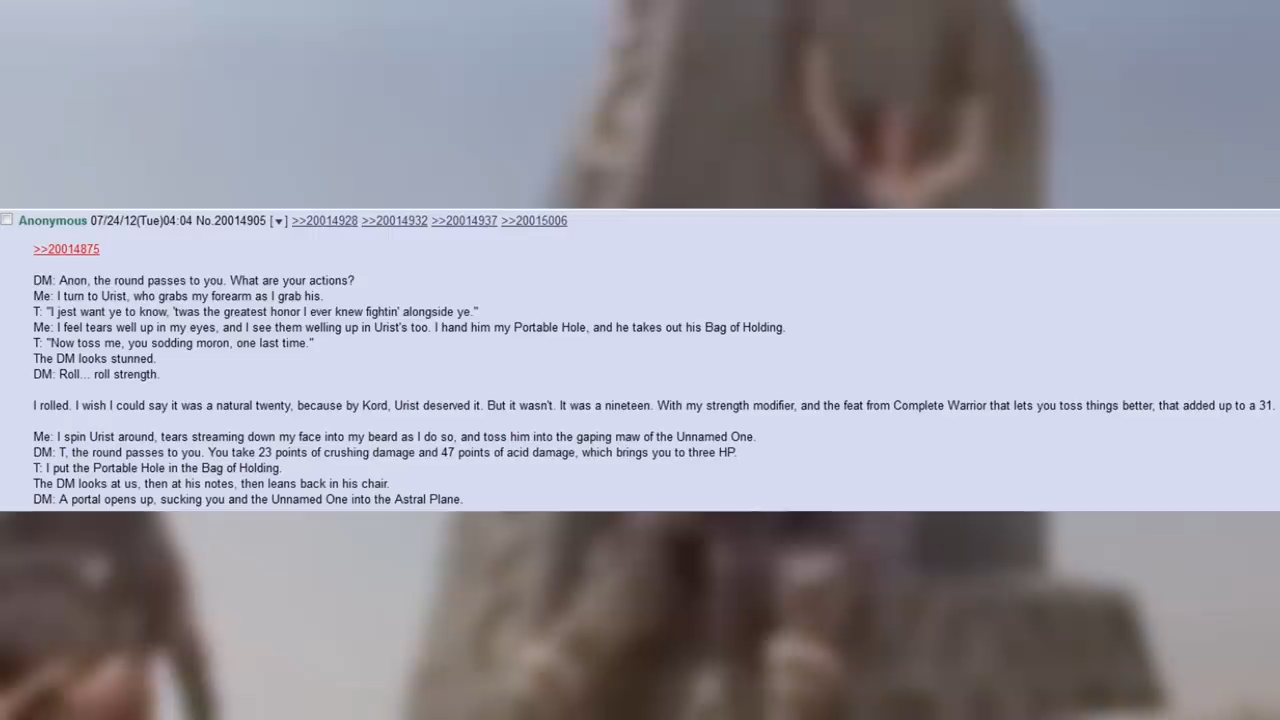 Anonymous 07/24/12(Tue)04:04 No.20014905 [▾] >>20014928 >>20014932 >>20014937 >>20015006
>>20014875
DM: Anon, the round passes to you. What are your actions?
Me: I turn to Urist, who grabs my forearm as I grab his.
T: "I jest want ye to know, 'twas the greatest honor I ever knew fightin' alongside ye."
Me: I feel tears well up in my eyes, and I see them welling up in Urist's too. I hand him my Portable Hole, and he takes out his Bag of Holding.
T: "Now toss me, you sodding moron, one last time."
The DM looks stunned.
DM: Roll... roll strength.
I rolled. I wish I could say it was a natural twenty, because by Kord, Urist deserved it. But it wasn't. It was a nineteen. With my strength modifier, and the feat from Complete Warrior that lets you toss things better, that added up to a 31.
Me: I spin Urist around, tears streaming down my face into my beard as I do so, and toss him into the gaping maw of the Unnamed One.
DM: T, the round passes to you. You take 23 points of crushing damage and 47 points of acid damage, which brings you to three HP.
T: I put the Portable Hole in the Bag of Holding.
The DM looks at us, then at his notes, then leans back in his chair.
DM: A portal opens up, sucking you and the Unnamed One into the Astral Plane.